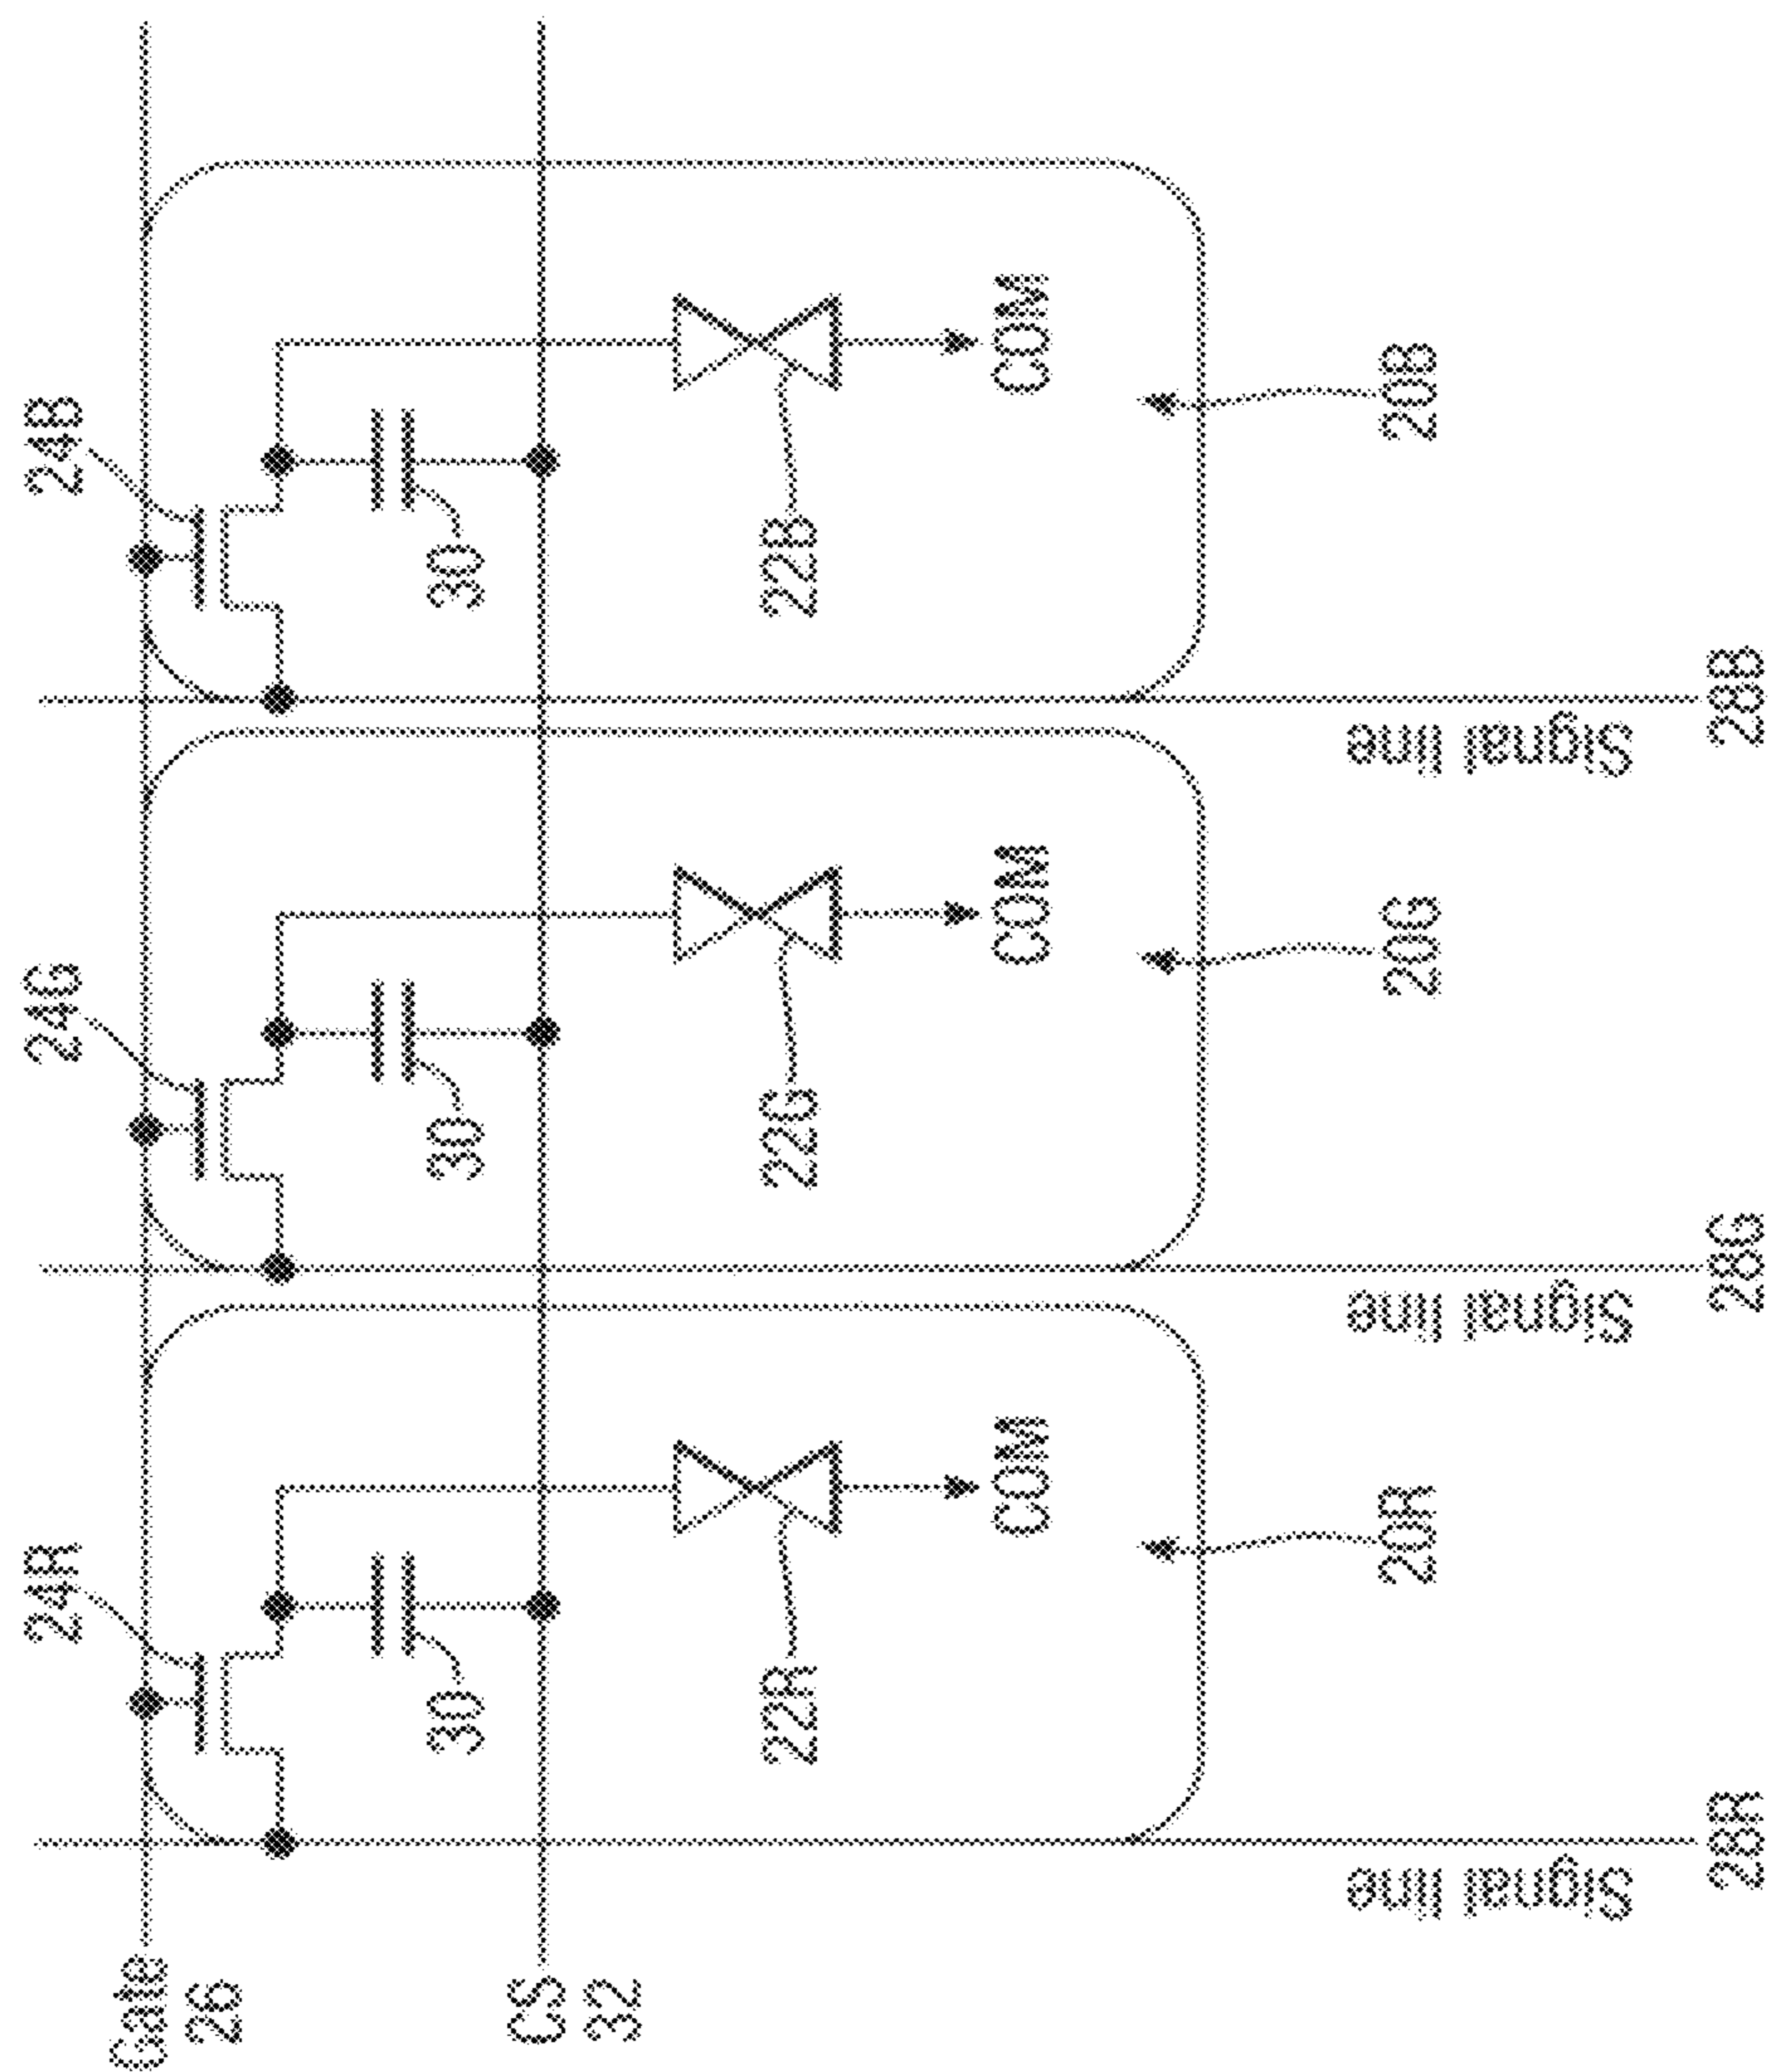 24R
24G
24B
Gate
26
30
30
30
CS
32
22R
22G
22B
COM
COM
COM
20R
20G
20B
Signal line
Signal line
Signal line
28R
28G
28B